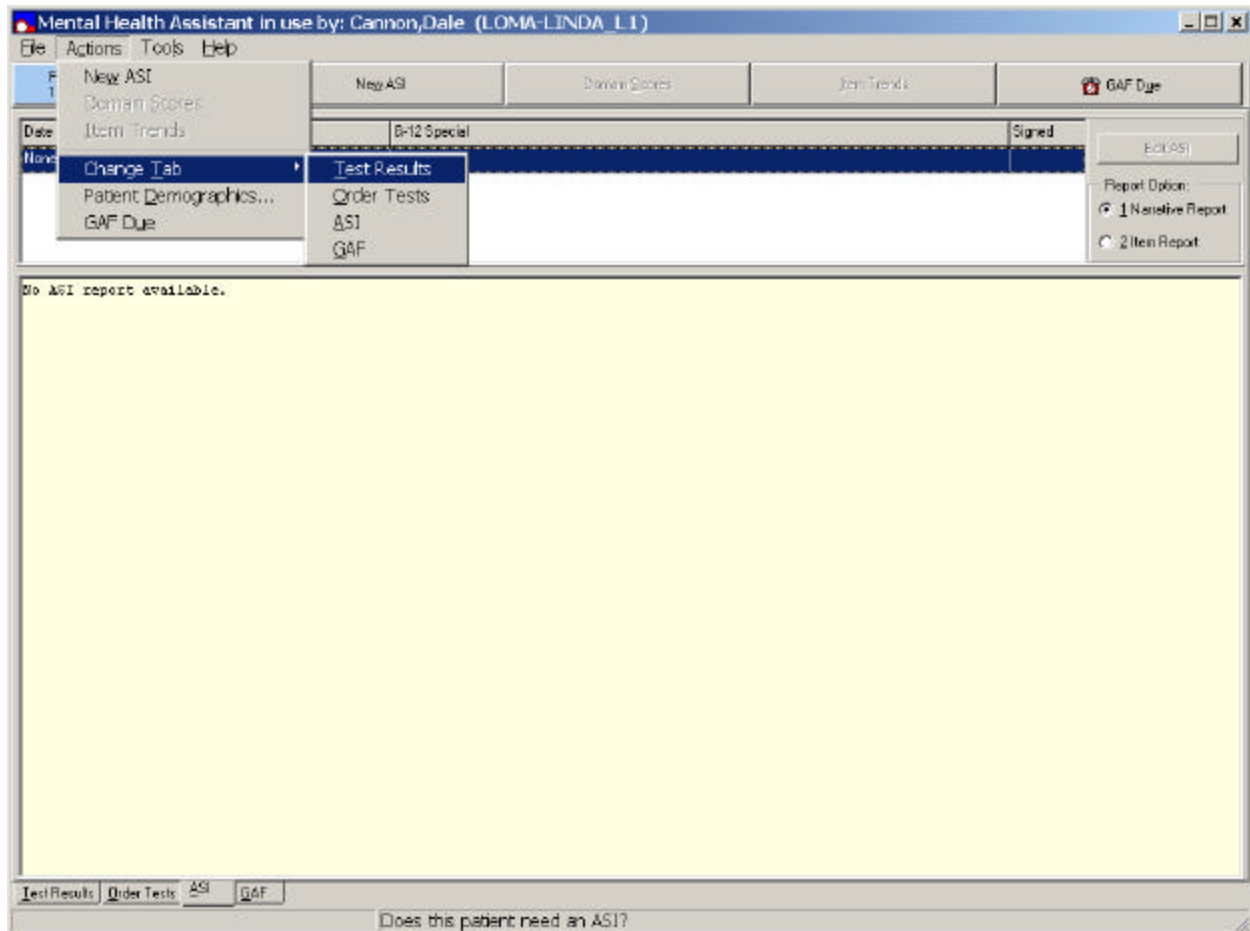 Mental Health Assistant in use by: Cannon,Dale (LOMA-LINDA_L1)
File Actions Tools Help
New ASI
Domain Scores
Item Trends
Change Tab
Patient Demographics...
GAF Due
Test Results
Order Tests
ASI
GAF
New ASI Domain Scores Item Trends GAF Due
Date G-12 Special Signed
None
Edit ASI
Report Option:
1 Narrative Report
2 Item Report
No ASI report available.
Test Results Order Tests ASI GAF
Does this patient need an ASI?